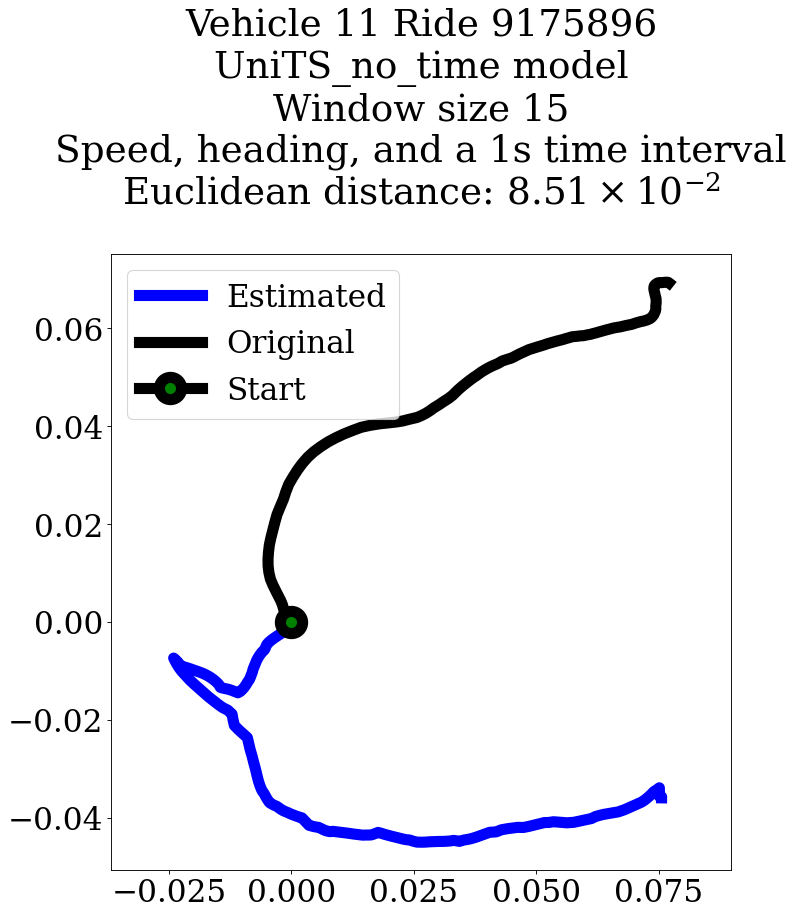 Vehicle 11 Ride 9175896
UniTS_no_time model
Window size 15
Speed, heading, and a 1s time interval
Euclidean distance: 8.51 × 10⁻²
Estimated
Original
Start
0.06
0.04
0.02
0.00
−0.02
−0.04
−0.025 0.000 0.025 0.050 0.075